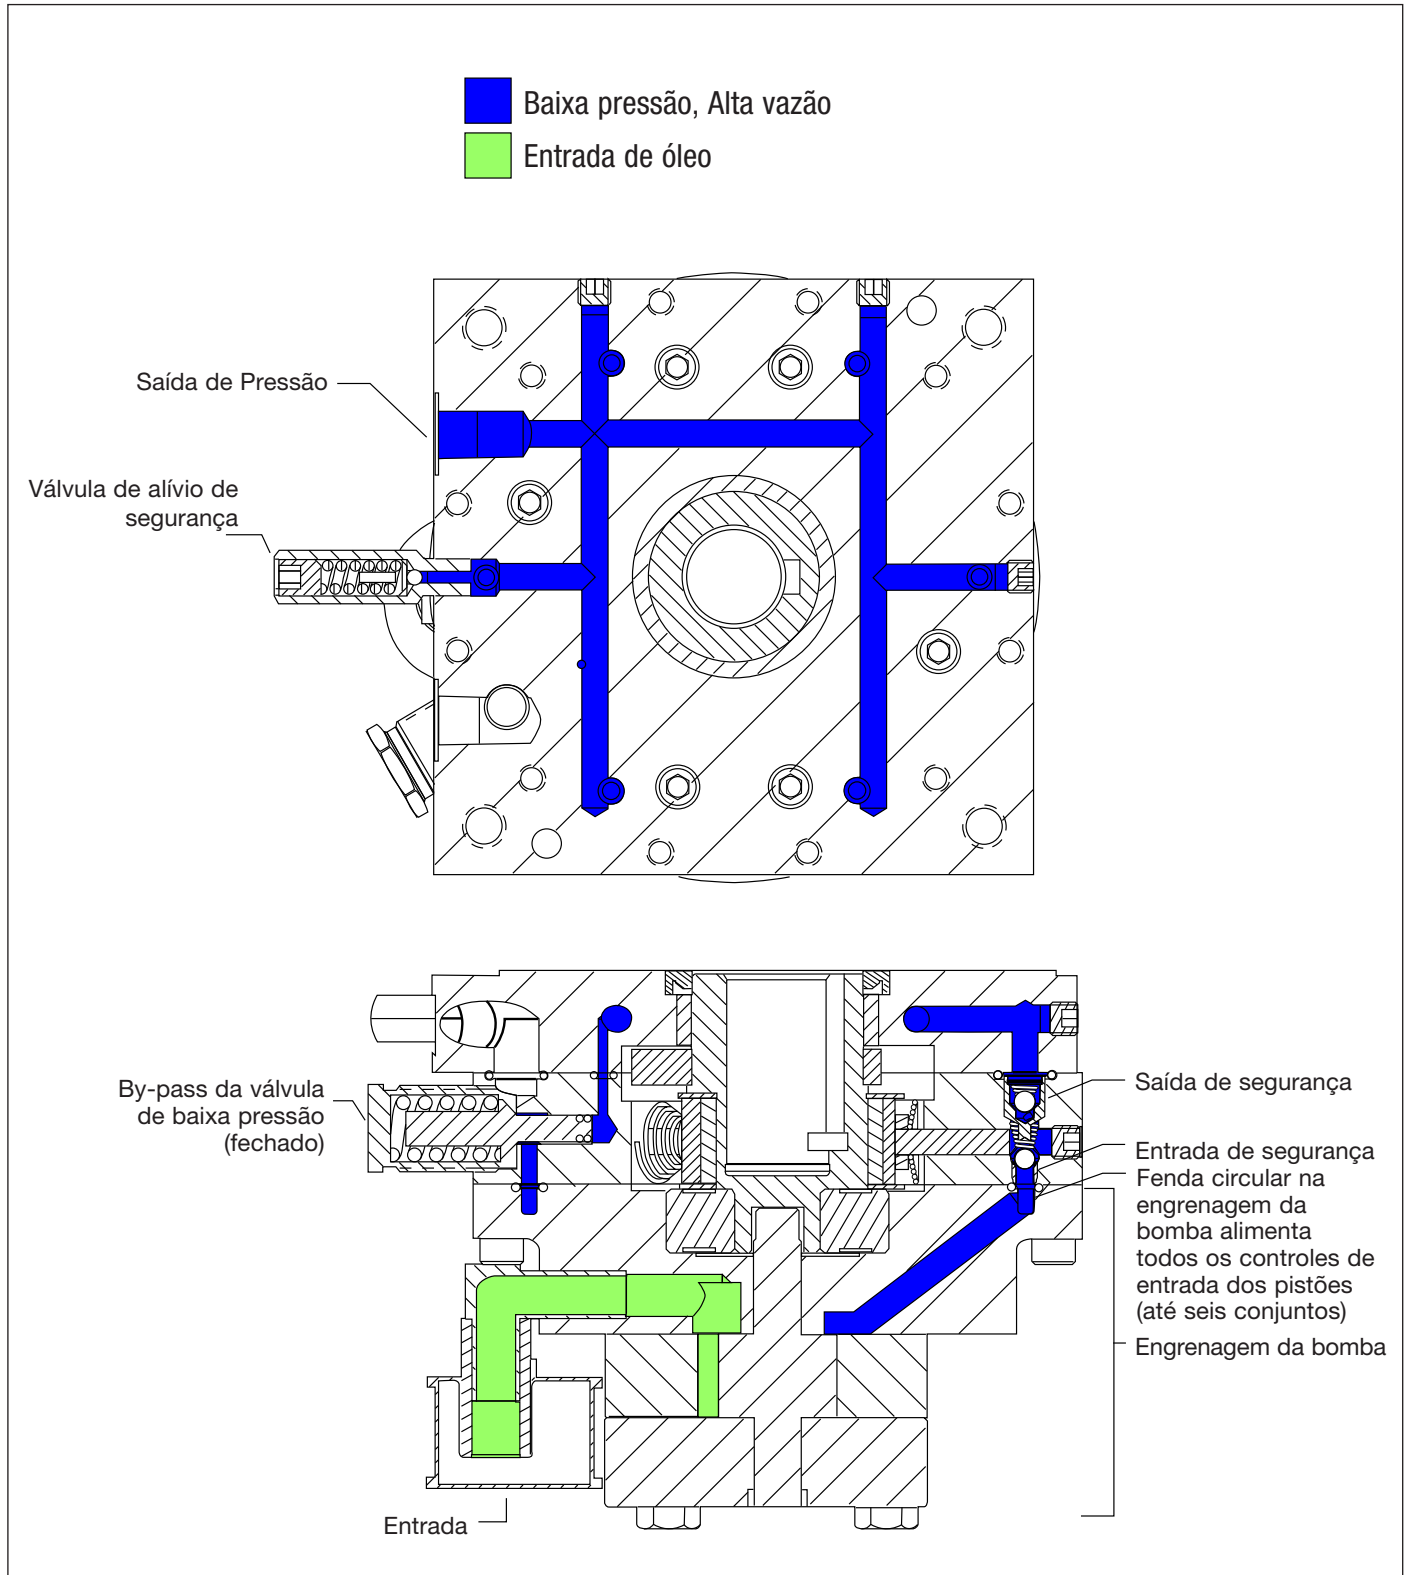 Baixa pressão, Alta vazão
Entrada de óleo
Saída de Pressão
Válvula de alívio de
segurança
By-pass da válvula
de baixa pressão
(fechado)
Saída de segurança
Entrada de segurança
Fenda circular na
engrenagem da
bomba alimenta
todos os controles de
entrada dos pistões
(até seis conjuntos)
Engrenagem da bomba
Entrada